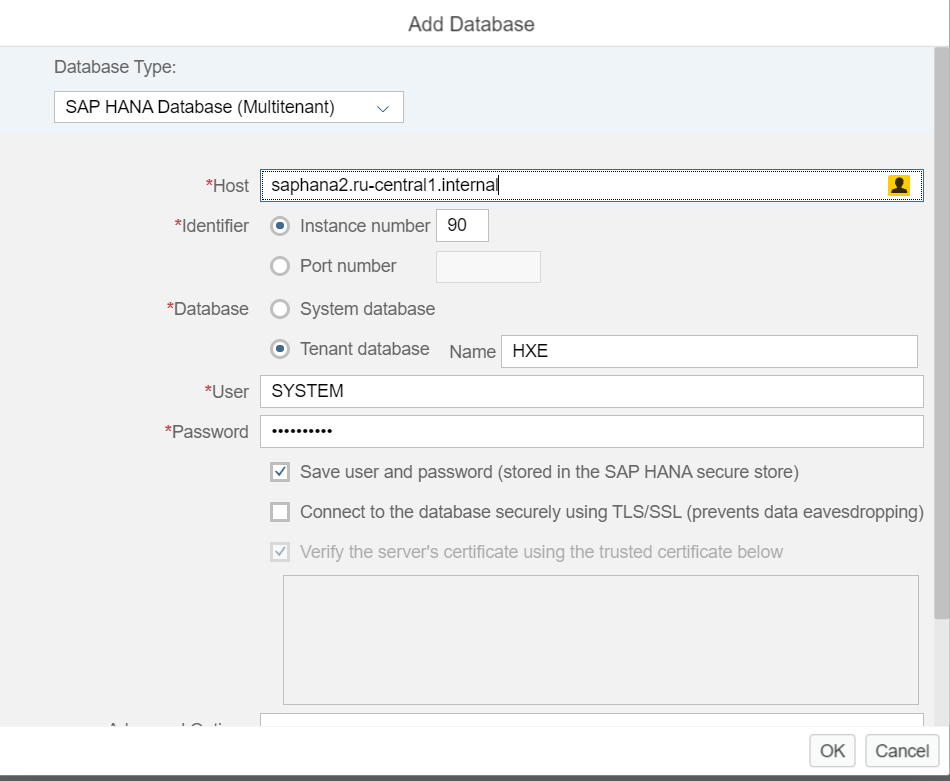 Add Database
Database Type:
SAP HANA Database (Multitenant)
*Host saphana2.ru-central1.internal
*Identifier Instance number 90
Port number
*Database System database
Tenant database Name HXE
*User SYSTEM
*Password ••••••••••
Save user and password (stored in the SAP HANA secure store)
Connect to the database securely using TLS/SSL (prevents data eavesdropping)
Verify the server's certificate using the trusted certificate below
OK Cancel